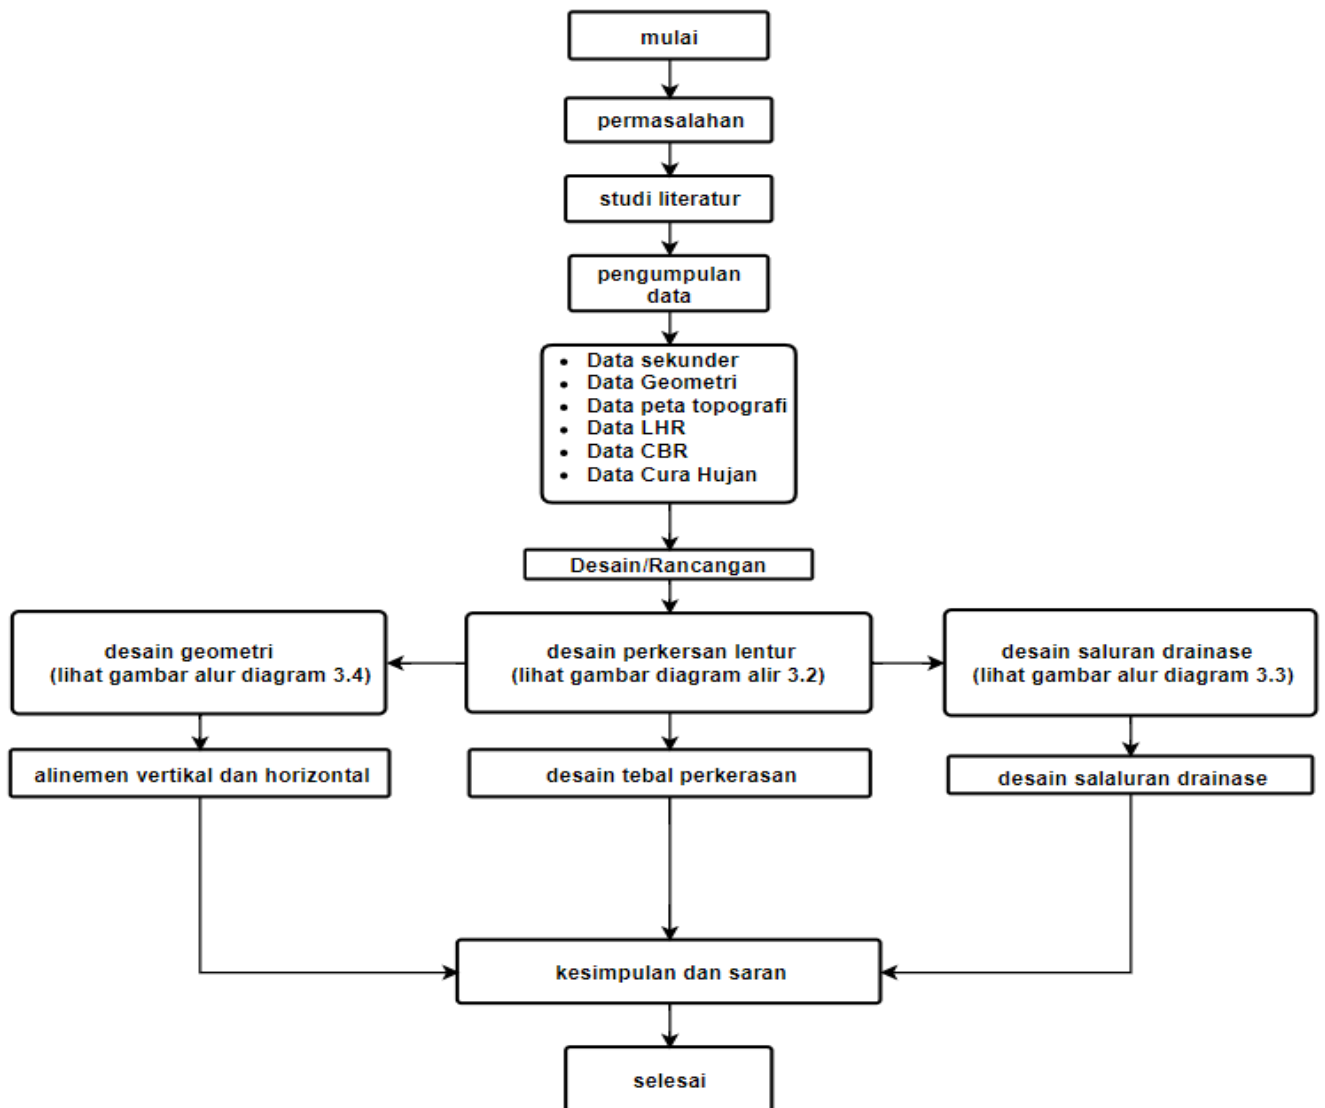 mulai
permasalahan
studi literatur
pengumpulan
data
• Data sekunder
• Data Geometri
• Data peta topografi
• Data LHR
• Data CBR
• Data Cura Hujan
Desain/Rancangan
desain geometri
(lihat gambar alur diagram 3.4)
desain perkersan lentur
(lihat gambar diagram alir 3.2)
desain saluran drainase
(lihat gambar alur diagram 3.3)
alinemen vertikal dan horizontal
desain tebal perkerasan
desain salaluran drainase
kesimpulan dan saran
selesai